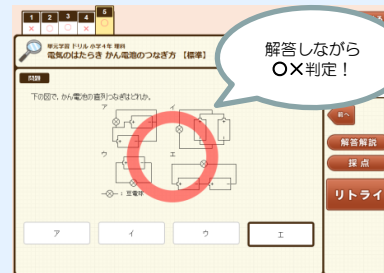 1 2 3 4 5
× ○ ○ × ○
解答しながら
○×判定！
単元学習 ドリル 小学4年 理科
電気のはたらき かん電池のつなぎ方 【標準】
問題
下の図で、かん電池の直列つなぎはどれか。
ア イ
ウ エ
：豆電球
ア イ ウ エ
前へ
解答解説
採点
リトライ